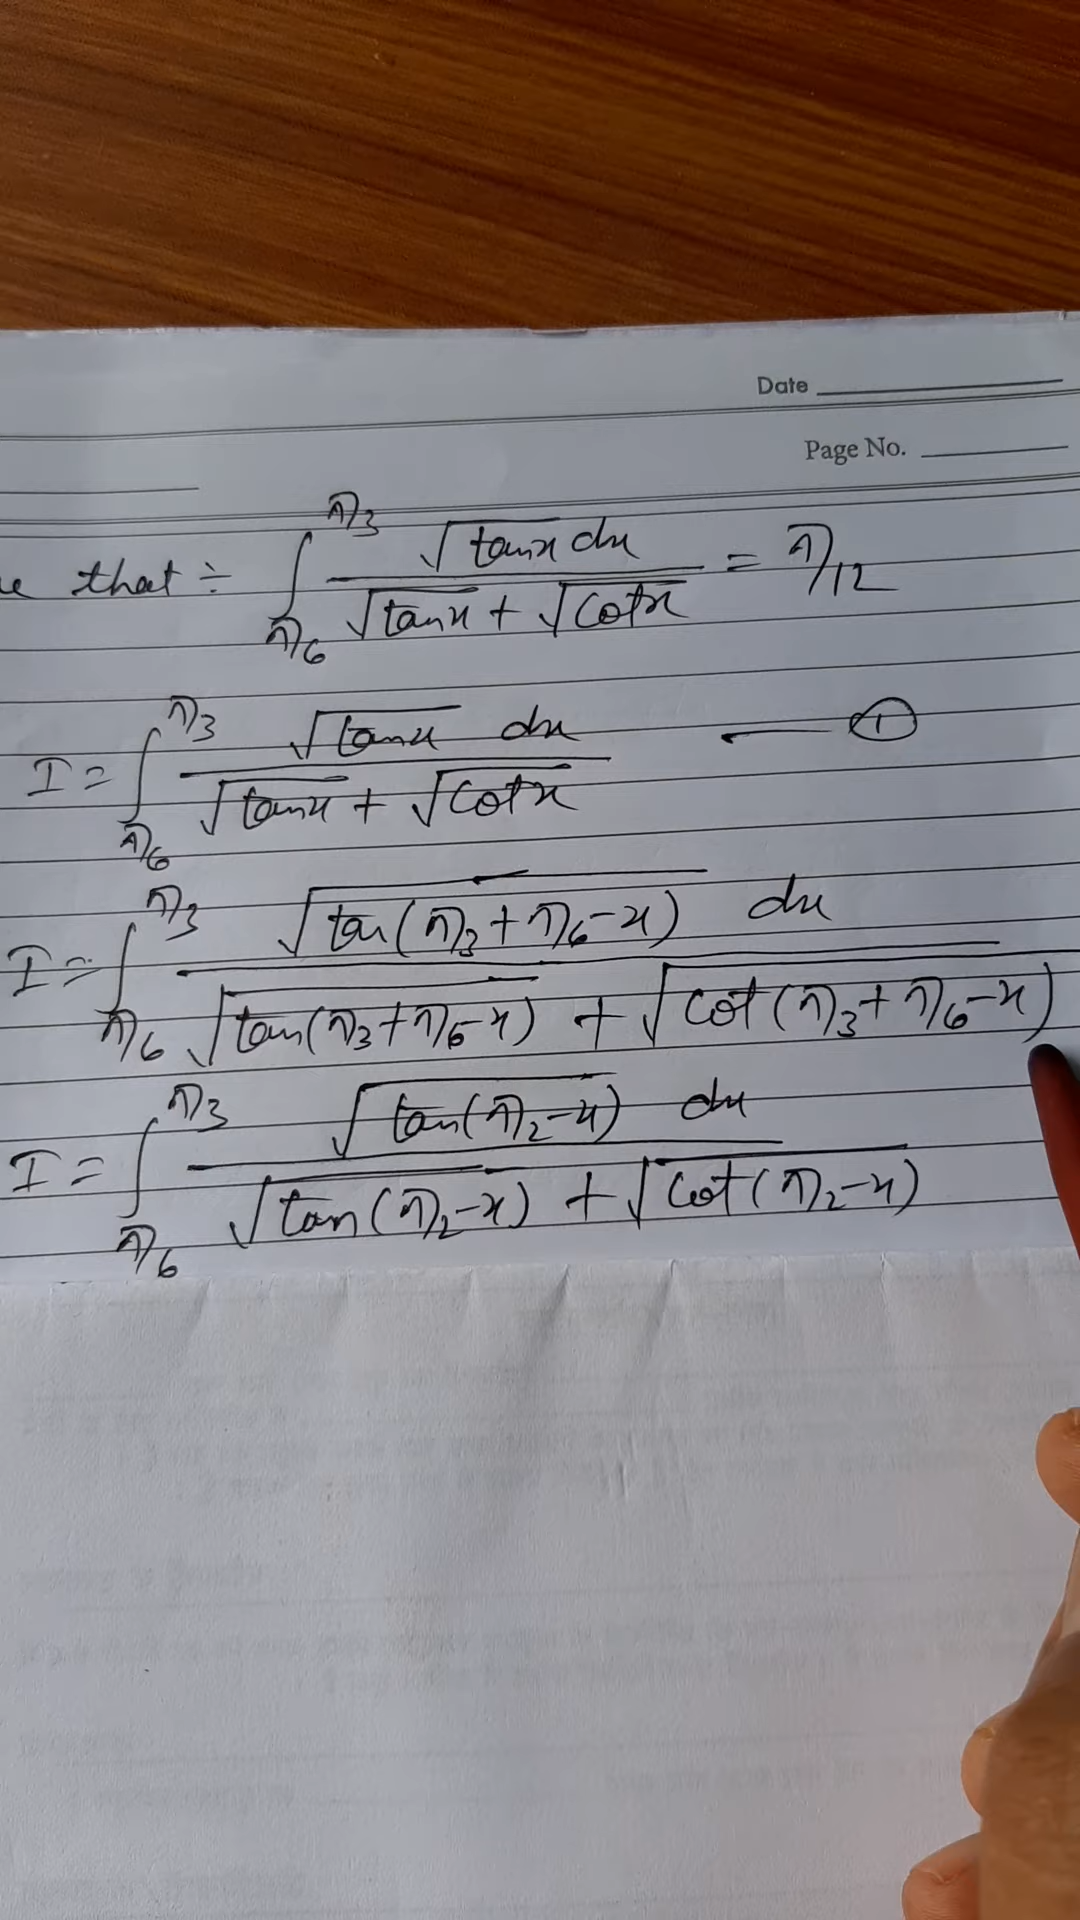 Date
Page No.
that ÷ ∫_{π/6}^{π/3} √tanx dx / (√tanx + √cotx) = π/12
I = ∫_{π/6}^{π/3} √tanx dx / (√tanx + √cotx) — ①
I = ∫_{π/6}^{π/3} √tan(π/3 + π/6 - x) dx / (√tan(π/3 + π/6 - x) + √cot(π/3 + π/6 - x))
I = ∫_{π/6}^{π/3} √tan(π/2 - x) dx / (√tan(π/2 - x) + √cot(π/2 - x))